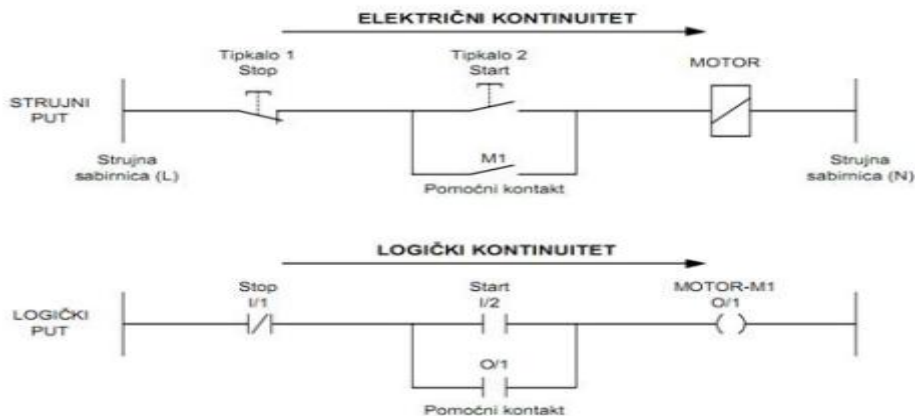 ELEKTRIČNI KONTINUITET
Tipkalo 1
Stop
Tipkalo 2
Start
MOTOR
STRUJNI
PUT
Strujna
sabirnica (L)
M1
Pomoćni kontakt
Strujna
sabirnica (N)
LOGIČKI KONTINUITET
Stop
I/1
Start
I/2
MOTOR-M1
O/1
LOGIČKI
PUT
O/1
Pomoćni kontakt